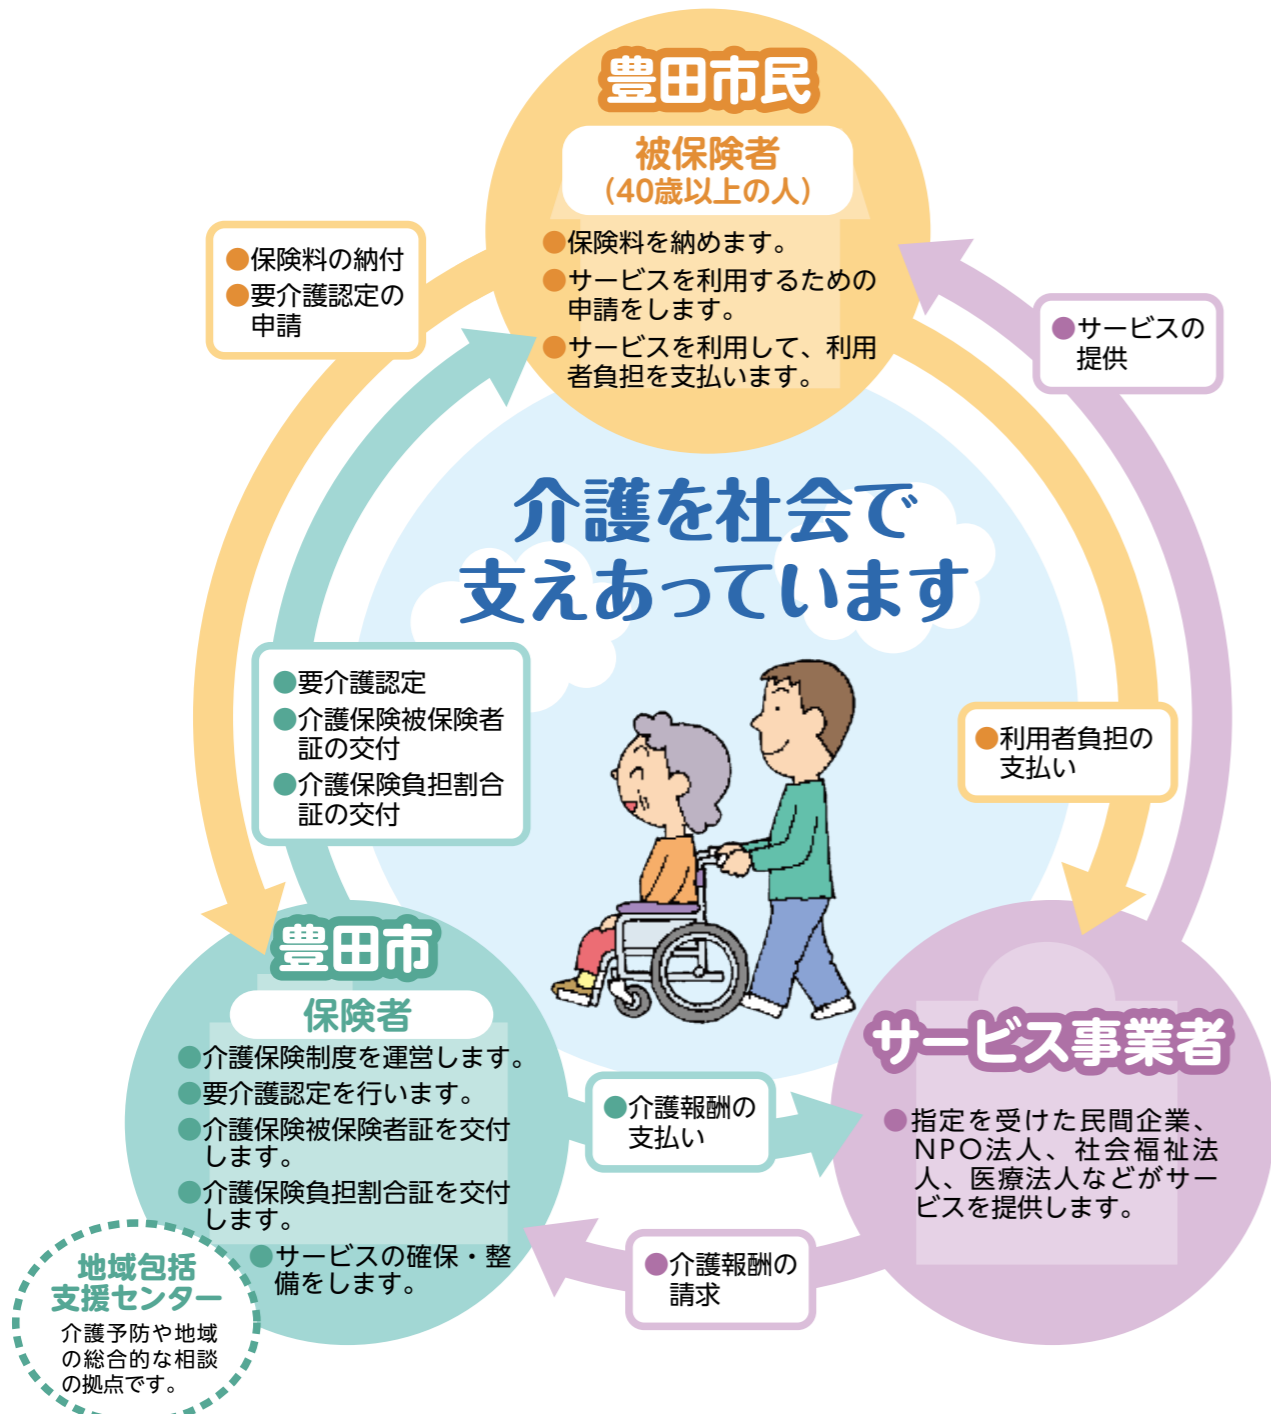 豊田市民
被保険者
（40歳以上の人）
●保険料を納めます。
●サービスを利用するための
申請をします。
●サービスを利用して、利用
者負担を支払います。
●保険料の納付
●要介護認定の
申請
●サービスの
提供
介護を社会で
支えあっています
●要介護認定
●介護保険被保険者
証の交付
●介護保険負担割合
証の交付
●利用者負担の
支払い
豊田市
保険者
●介護保険制度を運営します。
●要介護認定を行います。
●介護保険被保険者証を交付
します。
●介護保険負担割合証を交付
します。
●サービスの確保・整
備をします。
地域包括
支援センター
介護予防や地域
の総合的な相談
の拠点です。
●介護報酬の
支払い
●介護報酬の
請求
サービス事業者
●指定を受けた民間企業、
NPO法人、社会福祉法
人、医療法人などがサー
ビスを提供します。